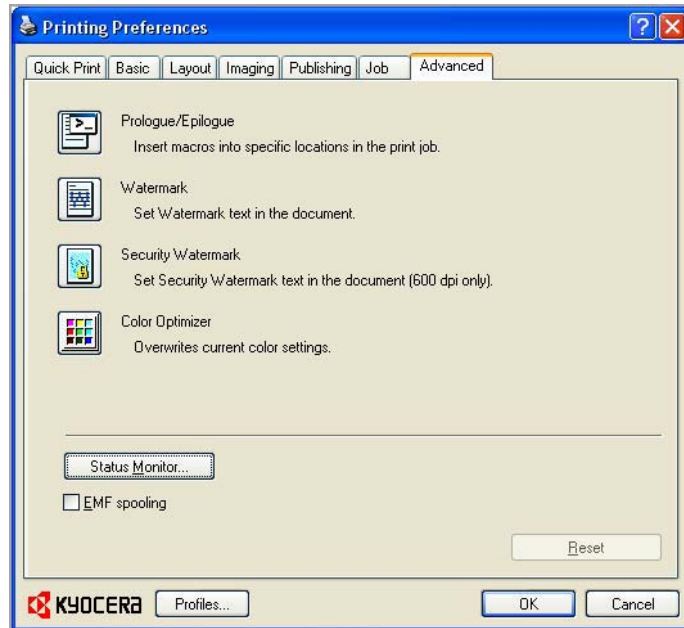 Printing Preferences
Quick Print Basic Layout Imaging Publishing Job Advanced
Prologue/Epilogue
Insert macros into specific locations in the print job.
Watermark
Set Watermark text in the document.
Security Watermark
Set Security Watermark text in the document (600 dpi only).
Color Optimizer
Overwrites current color settings.
Status Monitor...
EMF spooling
Reset
KYOCERA Profiles... OK Cancel